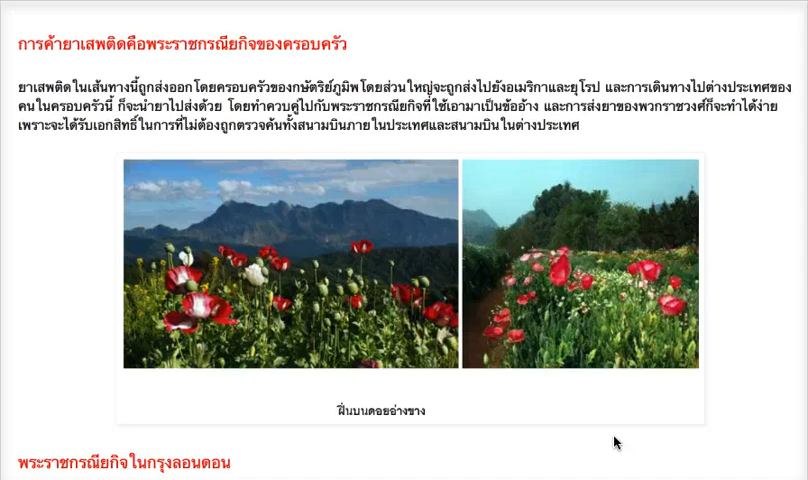 การค้ายาเสพติดคือพระราชกรณียกิจของครอบครัว
ยาเสพติดในเส้นทางนี้ถูกส่งออกโดยครอบครัวของกษัตริย์ภูมิพลโดยส่วนใหญ่จะถูกส่งไปยังอเมริกาและยุโรป และการเดินทางไปต่างประเทศของ
คนในครอบครัวนี้ ก็จะนำยาไปส่งด้วย โดยทำควบคู่ไปกับพระราชกรณียกิจที่ใช้เอามาเป็นข้ออ้าง และการส่งยาของพวกราชวงศ์ก็จะทำได้ง่าย
เพราะจะได้รับเอกสิทธิ์ในการที่ไม่ต้องถูกตรวจค้นทั้งสนามบินภายในประเทศและสนามบินในต่างประเทศ
ฝิ่นบนดอยอ่างขาง
พระราชกรณียกิจในกรุงลอนดอน